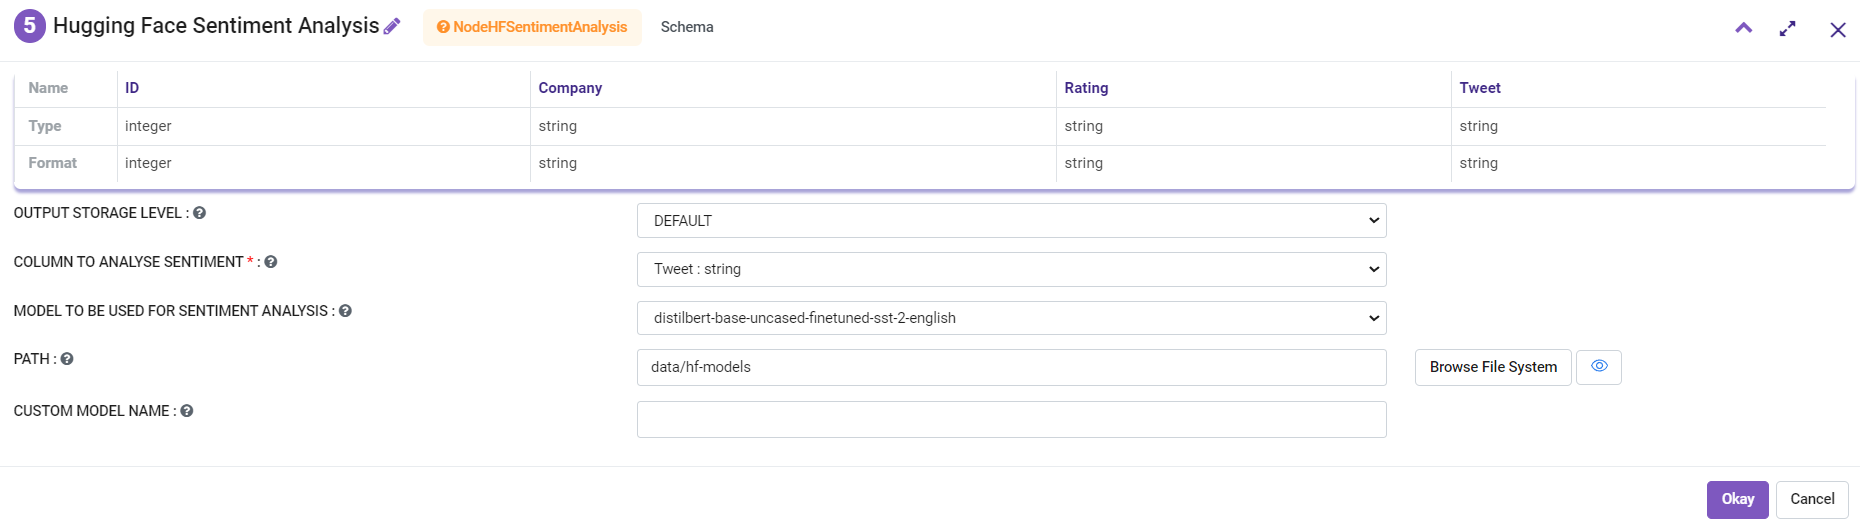 5 Hugging Face Sentiment Analysis NodeHFSentimentAnalysis Schema
Name ID Company Rating Tweet
Type integer string string string
Format integer string string string
OUTPUT STORAGE LEVEL : DEFAULT
COLUMN TO ANALYSE SENTIMENT * : Tweet : string
MODEL TO BE USED FOR SENTIMENT ANALYSIS : distilbert-base-uncased-finetuned-sst-2-english
PATH : data/hf-models Browse File System
CUSTOM MODEL NAME :
Okay Cancel